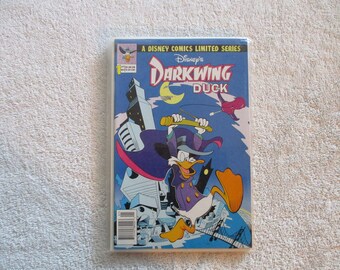 A DISNEY COMICS LIMITED SERIES
Disney's
DARKWING
DUCK